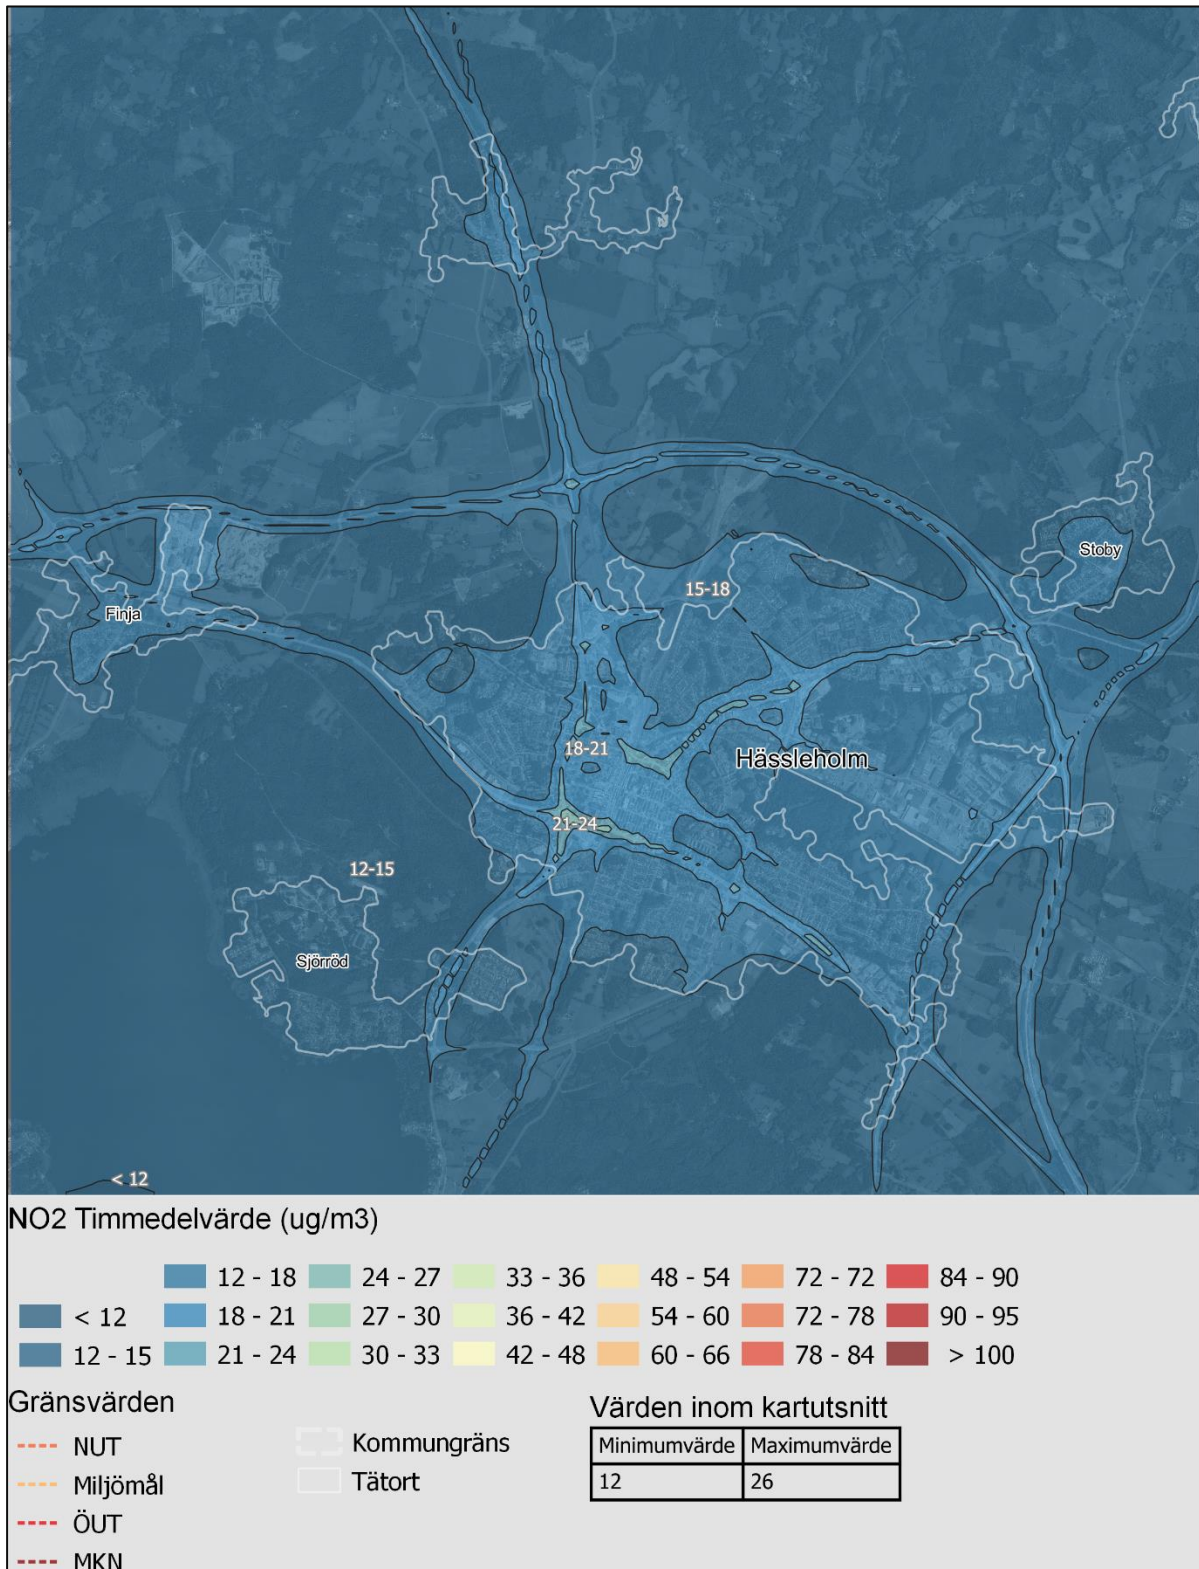 Stoby
15-18
Finja
18-21
Hässleholm
21-24
12-15
Sjörröd
< 12
NO2 Timmedelvärde (ug/m3)
12 - 18 24 - 27 33 - 36 48 - 54 72 - 72 84 - 90
< 12 18 - 21 27 - 30 36 - 42 54 - 60 72 - 78 90 - 95
12 - 15 21 - 24 30 - 33 42 - 48 60 - 66 78 - 84 > 100
Gränsvärden
NUT
Miljömål
ÖUT
MKN
Kommungräns
Tätort
Värden inom kartutsnitt
Minimumvärde Maximumvärde
12 26